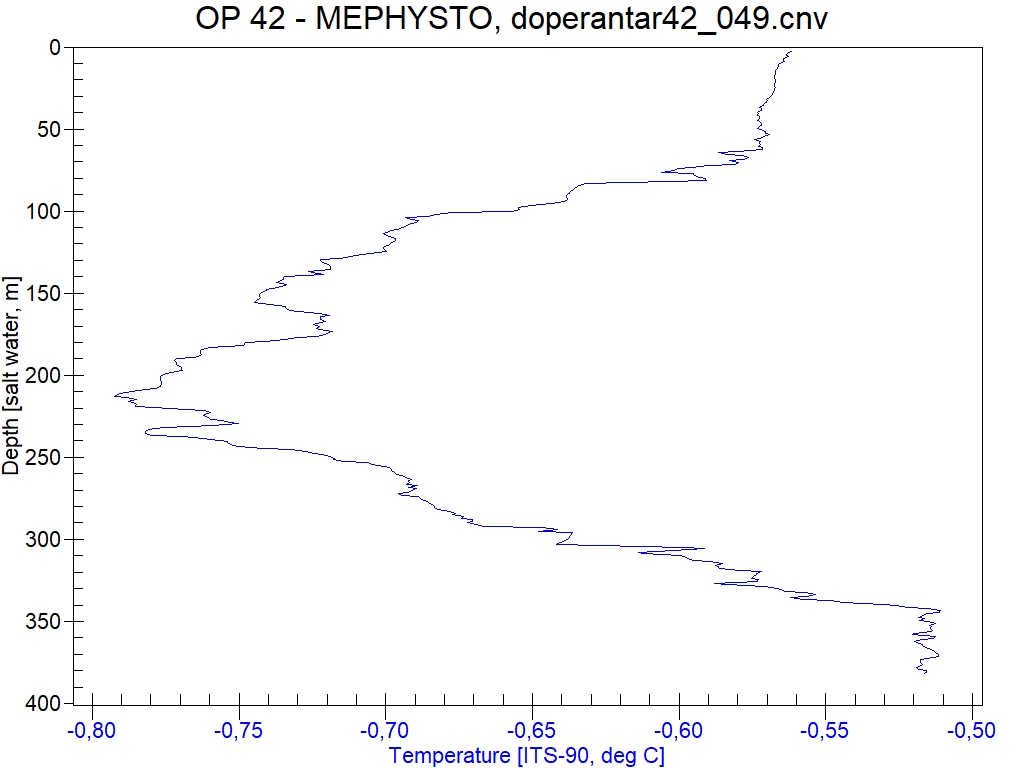 OP 42 - MEPHYSTO, doperantar42_049.cnv
0
50
100
150
200
250
300
350
400
Depth [salt water, m]
-0,80 -0,75 -0,70 -0,65 -0,60 -0,55 -0,50
Temperature [ITS-90, deg C]